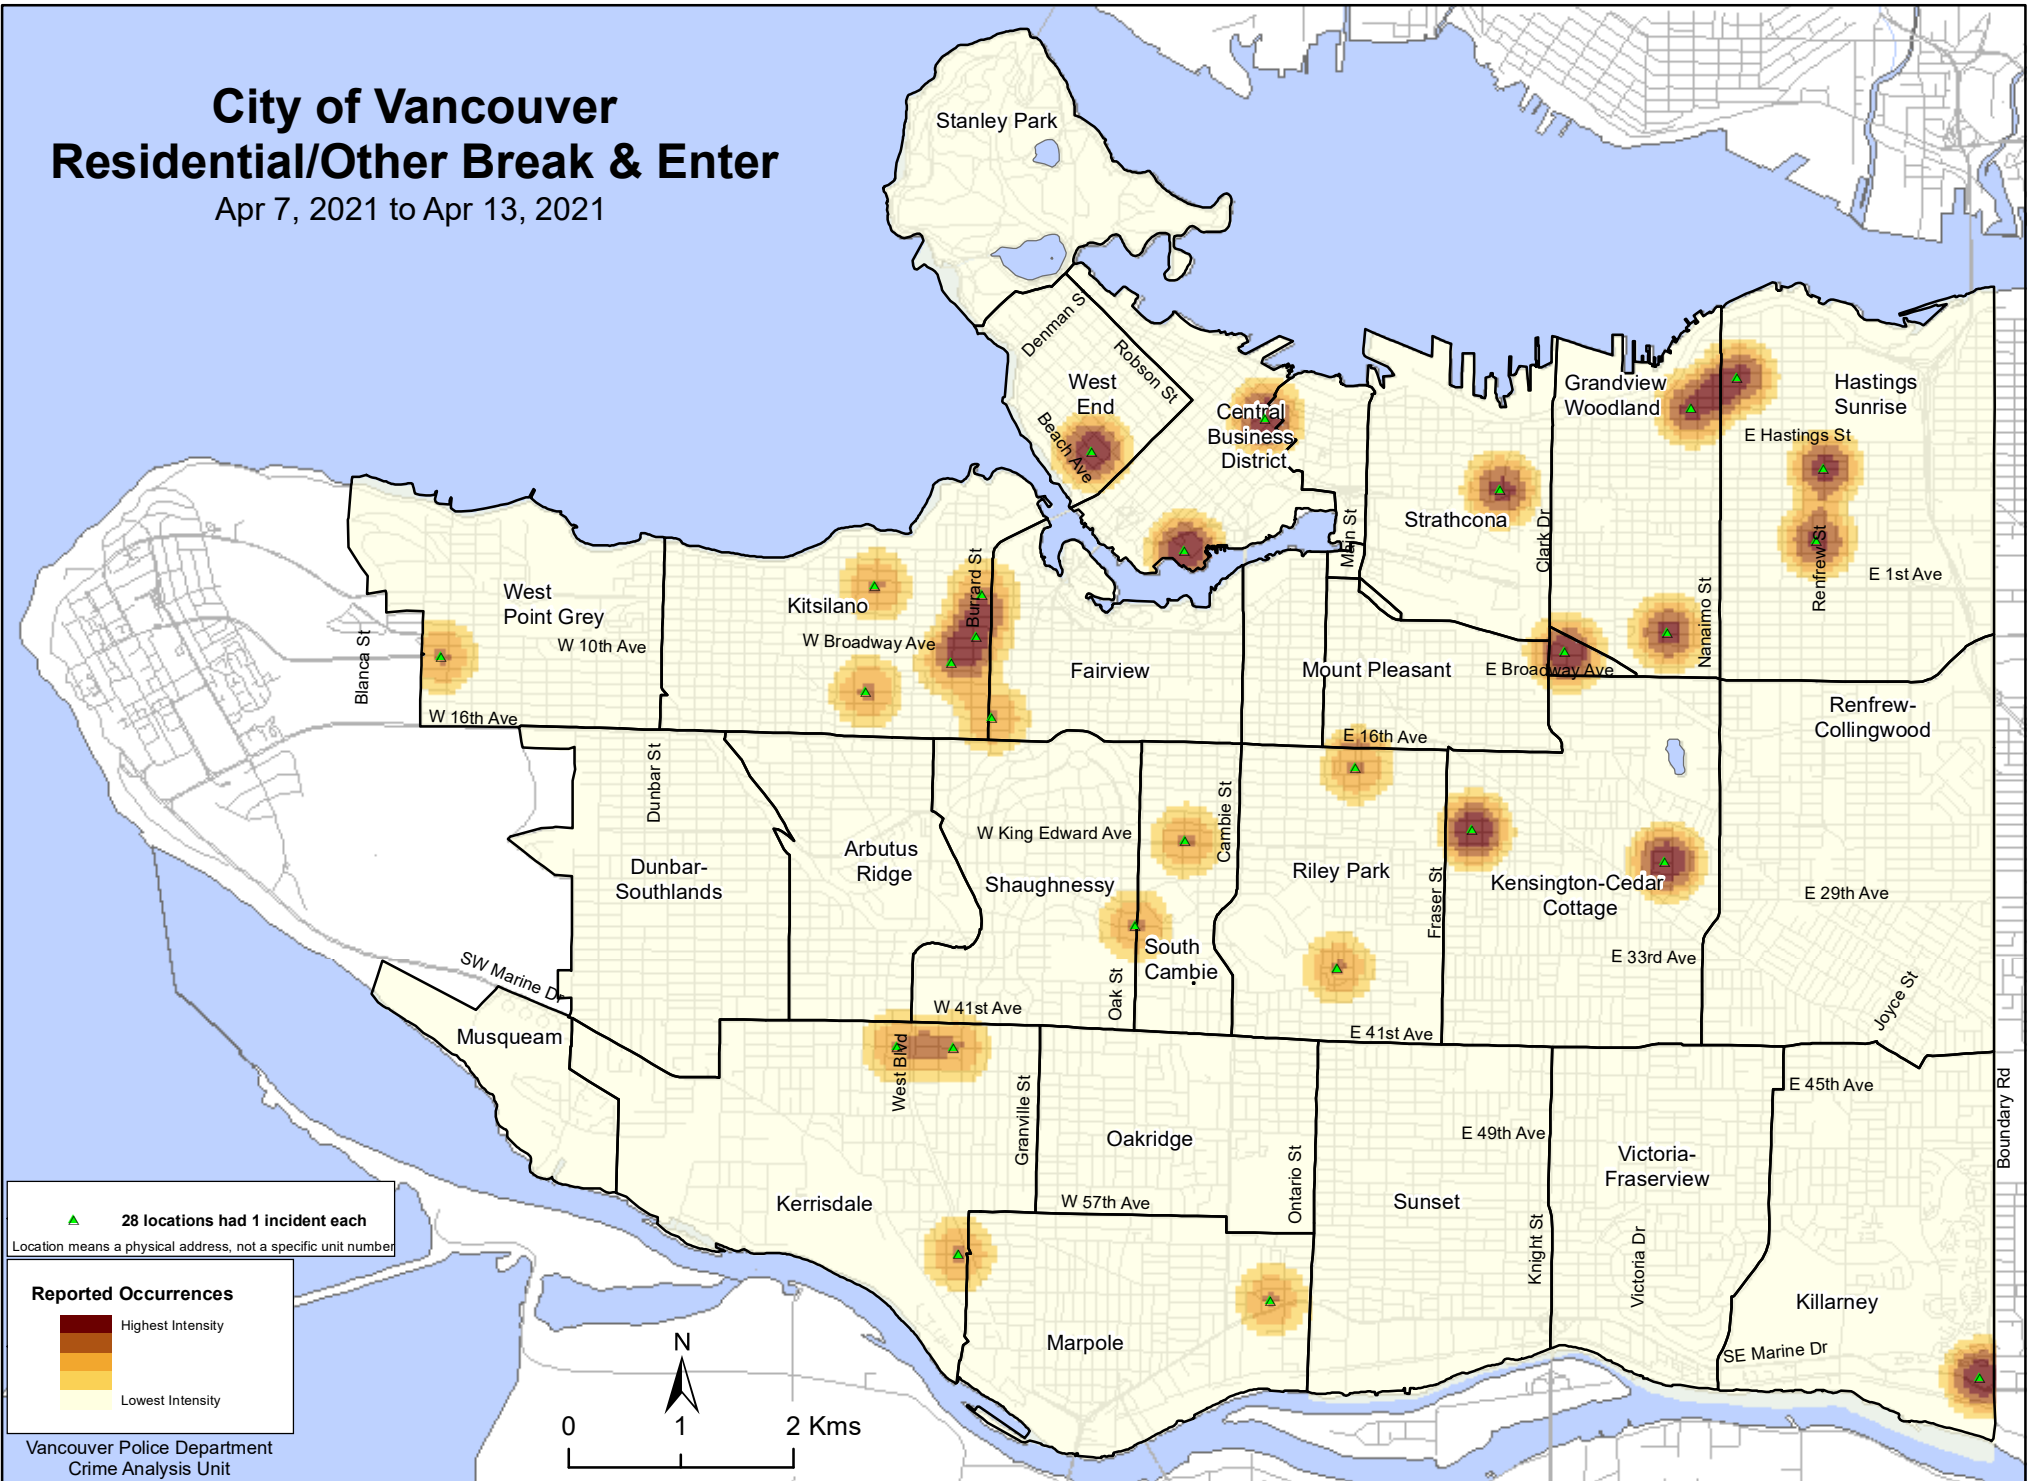 City of Vancouver
Residential/Other Break & Enter
Apr 7, 2021 to Apr 13, 2021
Stanley Park
Denman S
Robson St
West
End
Beach Ave
Central
Business
District
Grandview
Woodland
Hastings
Sunrise
E Hastings St
Strathcona
Main St
Clark Dr
Renfrew St
E 1st Ave
Nanaimo St
West
Point Grey
W 10th Ave
Blanca St
W 16th Ave
Kitsilano
W Broadway Ave
Burrard St
Fairview
Mount Pleasant
E Broadway Ave
E 16th Ave
Renfrew-
Collingwood
Dunbar St
Dunbar-
Southlands
Arbutus
Ridge
W King Edward Ave
Shaughnessy
Cambie St
South
Cambie
Oak St
Riley Park
Fraser St
Kensington-Cedar
Cottage
E 29th Ave
E 33rd Ave
Joyce St
SW Marine Dr
Musqueam
W 41st Ave
E 41st Ave
West Blvd
Granville St
Oakridge
Ontario St
E 49th Ave
Victoria-
Fraserview
E 45th Ave
Boundary Rd
Kerrisdale
W 57th Ave
Sunset
Knight St
Victoria Dr
Killarney
SE Marine Dr
Marpole
28 locations had 1 incident each
Location means a physical address, not a specific unit number
Reported Occurrences
Highest Intensity
Lowest Intensity
Vancouver Police Department
Crime Analysis Unit
N
0 1 2 Kms